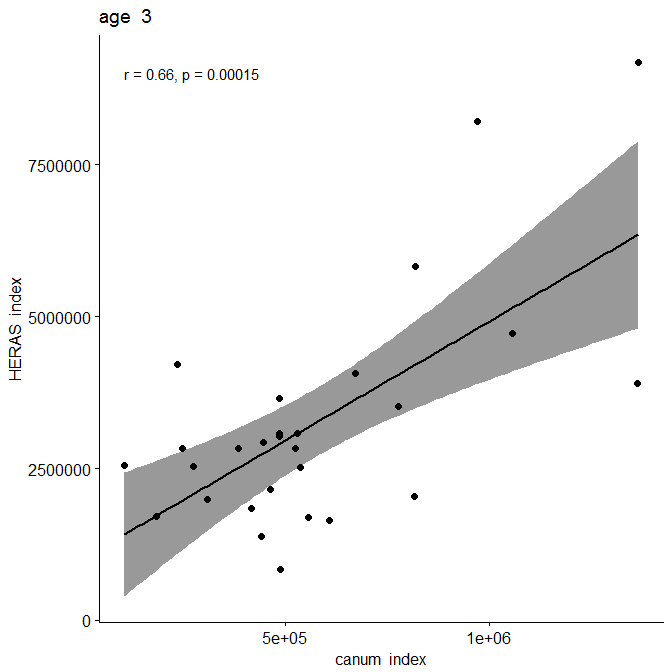 age 3
r = 0.66, p = 0.00015
HERAS index
7500000
5000000
2500000
0
5e+05
1e+06
canum index